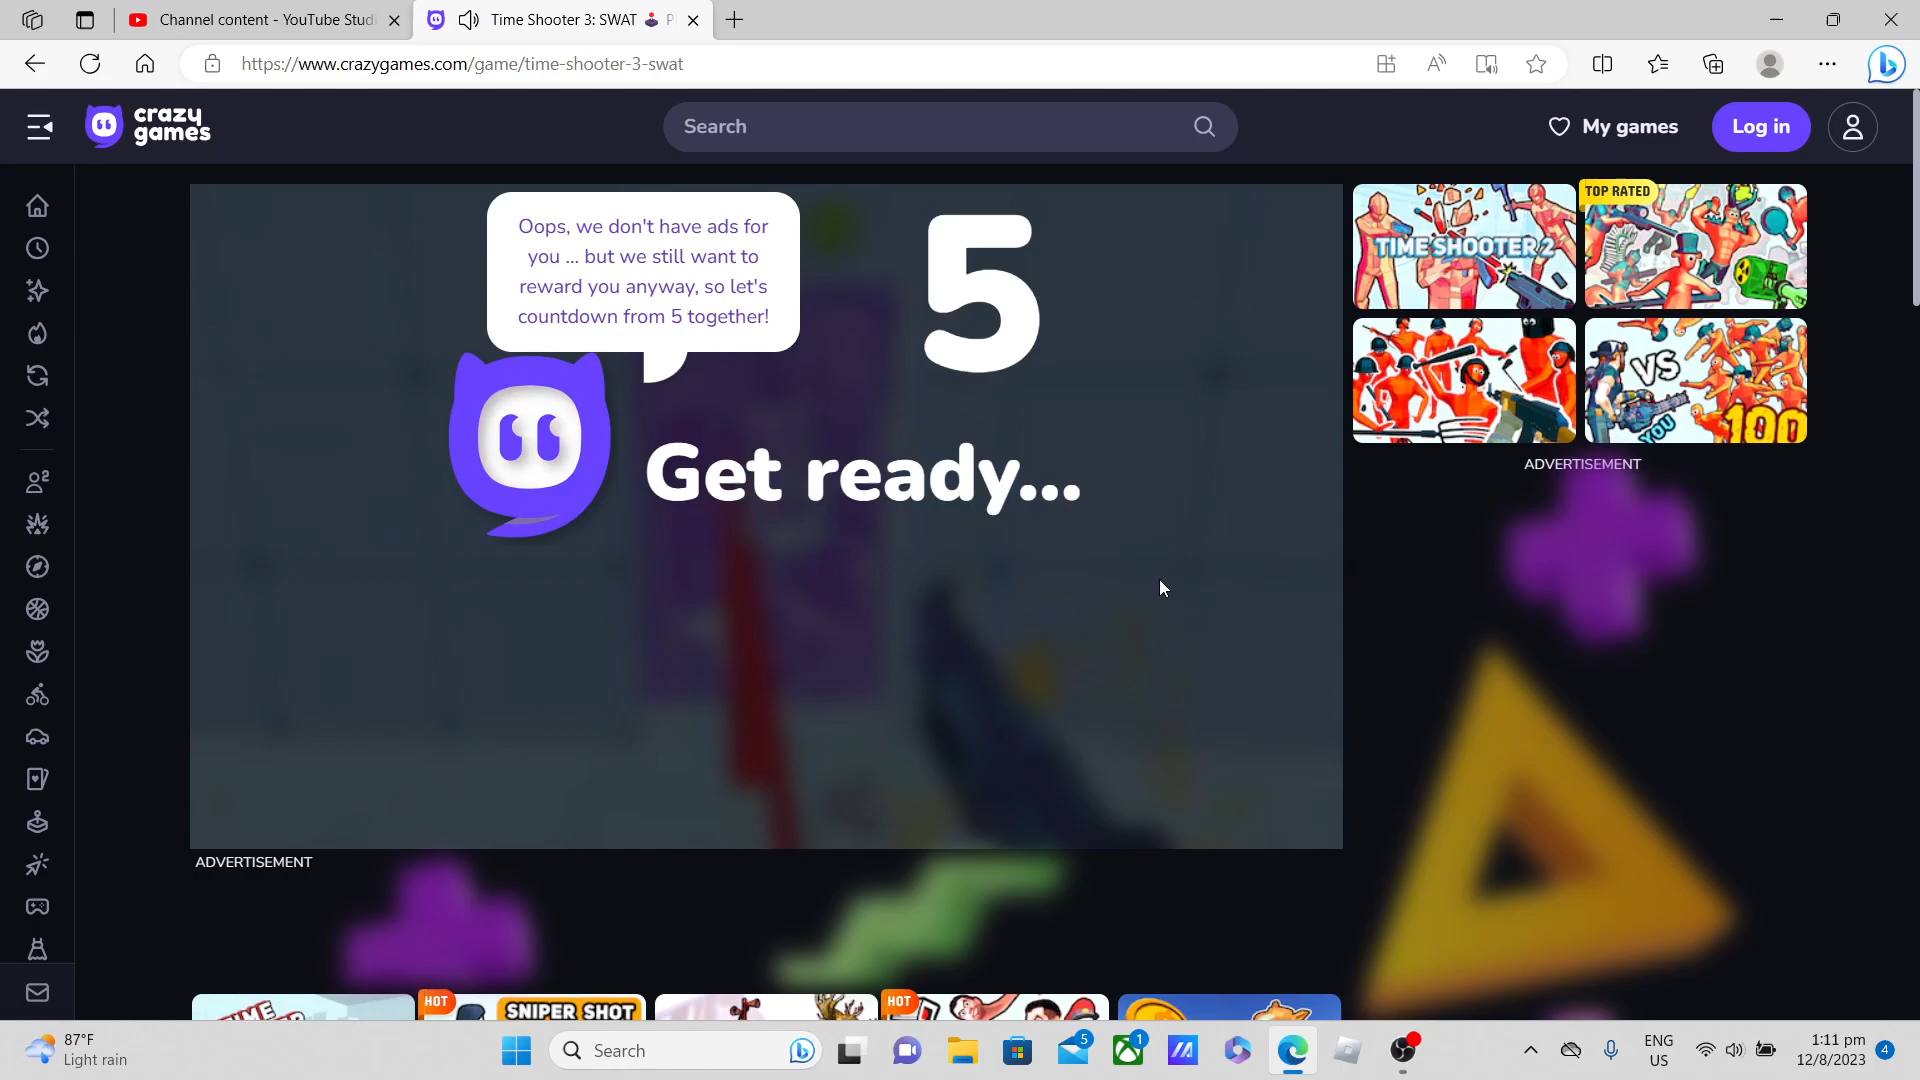 Channel content - YouTube Studi
Time Shooter 3: SWAT
https://www.crazygames.com/game/time-shooter-3-swat
crazy
games
Search
My games
Log in
Oops, we don't have ads for
you ... but we still want to
reward you anyway, so let's
countdown from 5 together!
5
Get ready...
TIME SHOOTER 2
TOP RATED
VS
YOU
100
ADVERTISEMENT
ADVERTISEMENT
HOT
SNIPER SHOT
HOT
87°F
Light rain
Search
5
1
ENG
US
1:11 pm
12/8/2023
4